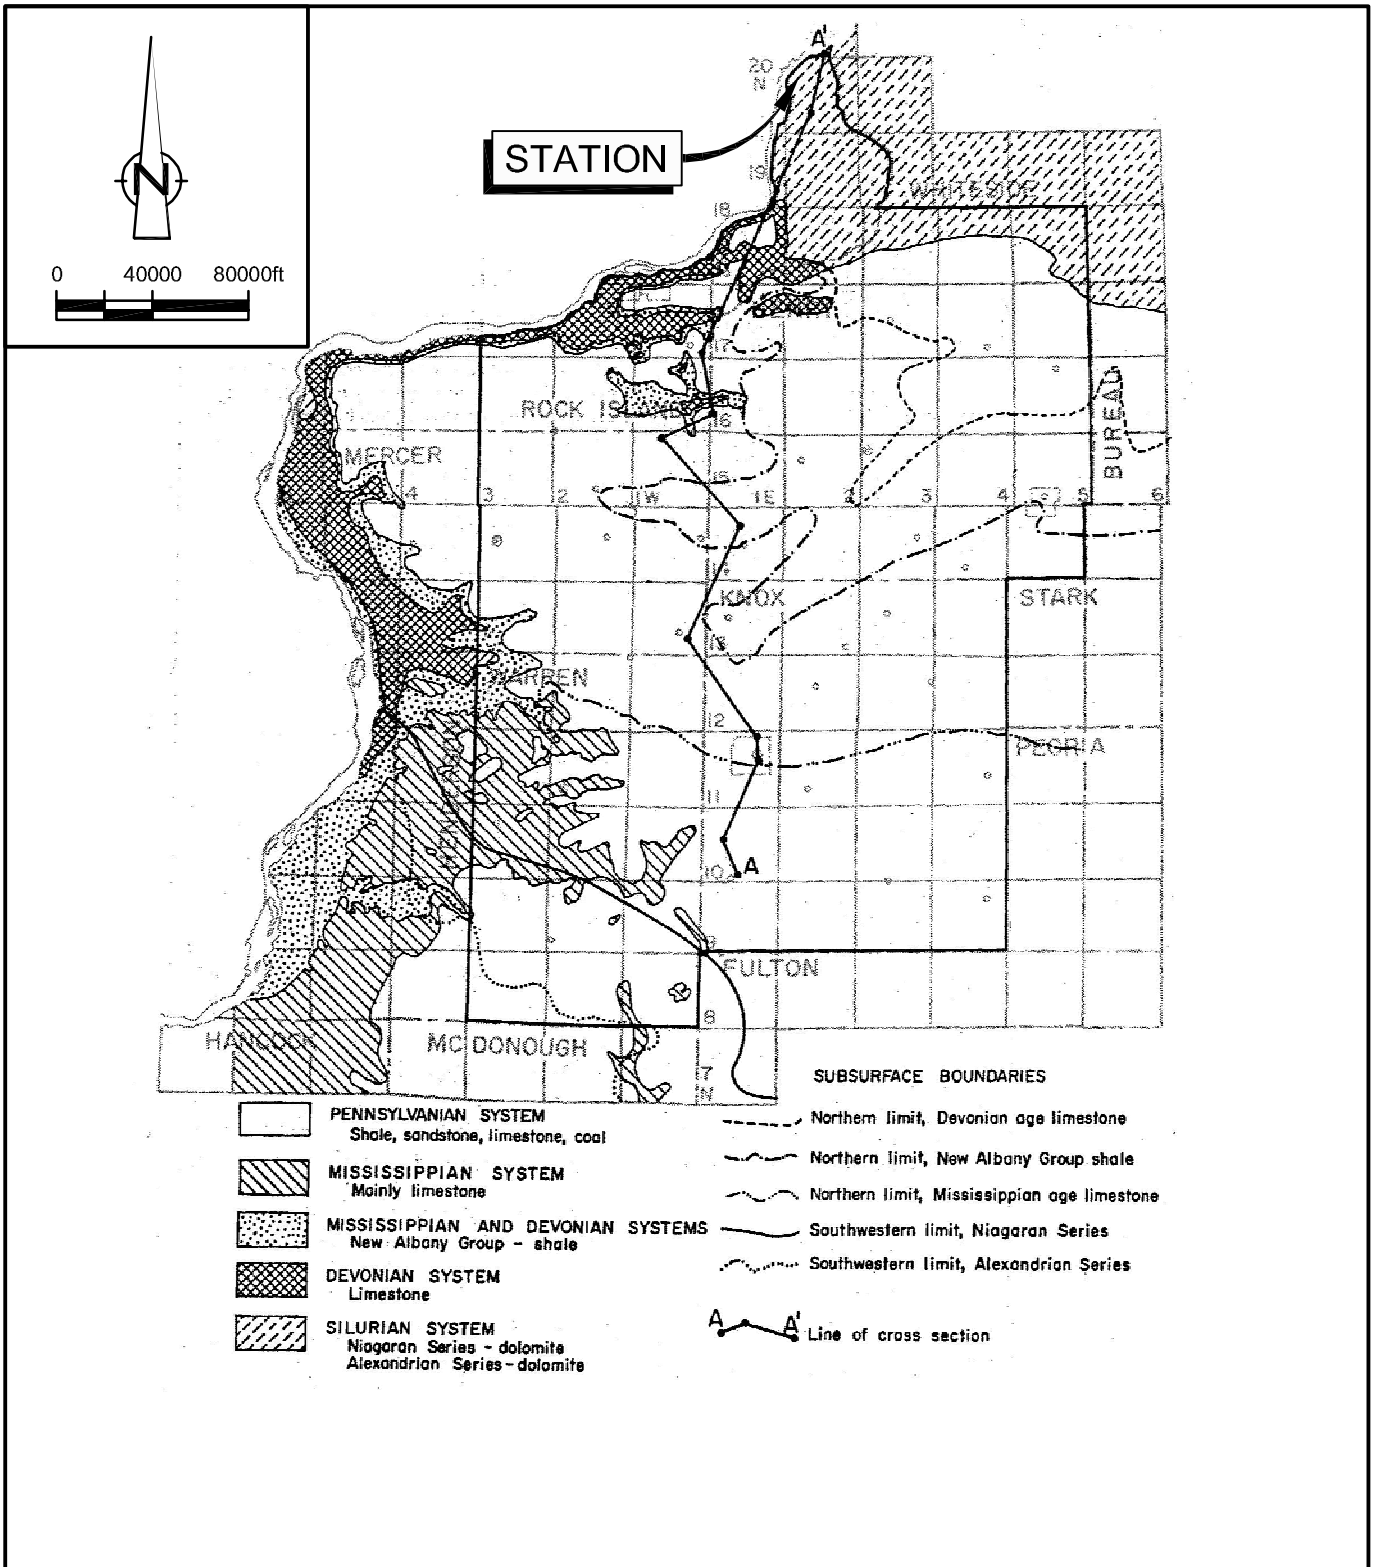 A'
20
N
STATION
19
WHITESIDE
18
0 40000 80000ft
N
17
ROCK ISLAND
16
MERCER
BUREAU
15
4 3 2 1W 1E 2 3 4 5 6
14
KNOX
STARK
13
WARREN
12
PEORIA
11
HENDERSON
10
A
9
FULTON
8
HANCOCK
MC DONOUGH
7
N
PENNSYLVANIAN SYSTEM
Shale, sandstone, limestone, coal
MISSISSIPPIAN SYSTEM
Mainly limestone
MISSISSIPPIAN AND DEVONIAN SYSTEMS
New Albany Group - shale
DEVONIAN SYSTEM
Limestone
SILURIAN SYSTEM
Niagaran Series - dolomite
Alexandrian Series - dolomite
SUBSURFACE BOUNDARIES
Northern limit, Devonian age limestone
Northern limit, New Albany Group shale
Northern limit, Mississippian age limestone
Southwestern limit, Niagaran Series
Southwestern limit, Alexandrian Series
A A' Line of cross section